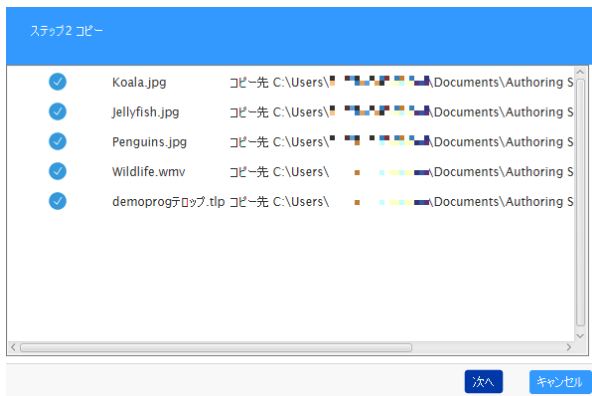 ステップ2 コピー
Koala.jpg コピー先 C:\Users\ \Documents\Authoring S
Jellyfish.jpg コピー先 C:\Users\ \Documents\Authoring S
Penguins.jpg コピー先 C:\Users\ \Documents\Authoring S
Wildlife.wmv コピー先 C:\Users\ \Documents\Authoring S
demoprogテロップ.tlp コピー先 C:\Users\ \Documents\Authoring S
次へ キャンセル